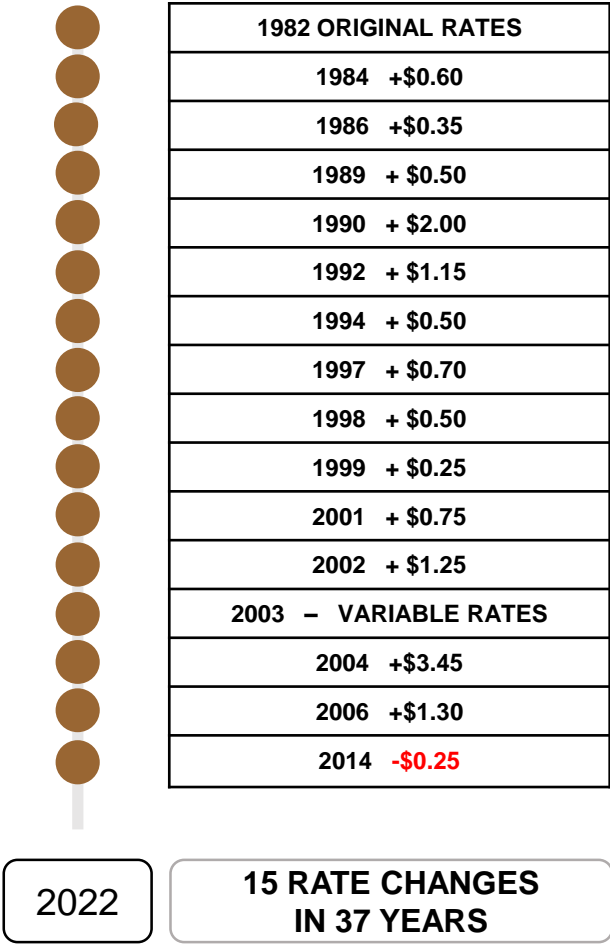 1982 ORIGINAL RATES
1984 +$0.60
1986 +$0.35
1989 + $0.50
1990 + $2.00
1992 + $1.15
1994 + $0.50
1997 + $0.70
1998 + $0.50
1999 + $0.25
2001 + $0.75
2002 + $1.25
2003 – VARIABLE RATES
2004 +$3.45
2006 +$1.30
2014 -$0.25
2022
15 RATE CHANGES
IN 37 YEARS